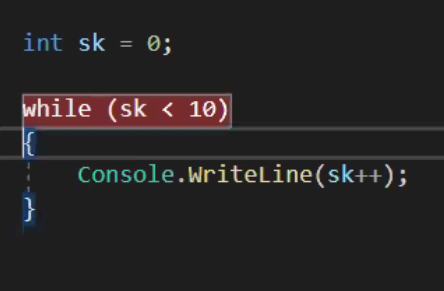 int sk = 0;
while (sk < 10)
{
Console.WriteLine(sk++);
}